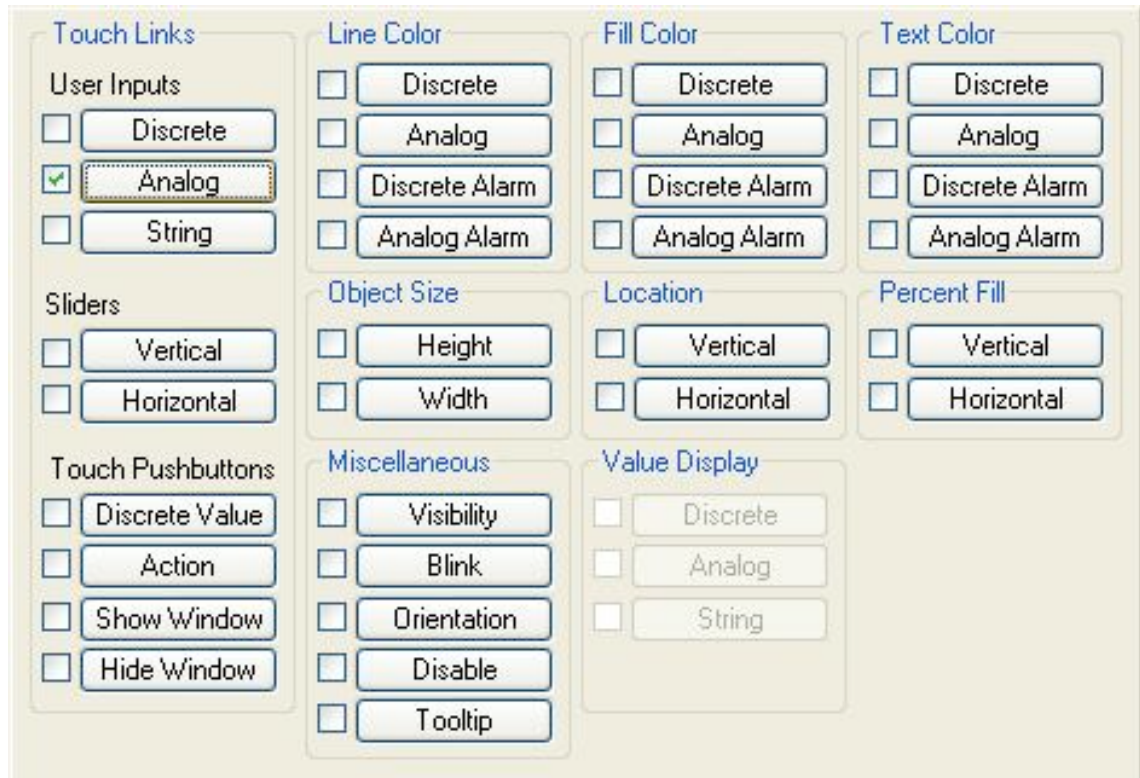 Touch Links
User Inputs
Discrete
Analog
String
Sliders
Vertical
Horizontal
Touch Pushbuttons
Discrete Value
Action
Show Window
Hide Window
Line Color
Discrete
Analog
Discrete Alarm
Analog Alarm
Fill Color
Discrete
Analog
Discrete Alarm
Analog Alarm
Text Color
Discrete
Analog
Discrete Alarm
Analog Alarm
Object Size
Height
Width
Location
Vertical
Horizontal
Percent Fill
Vertical
Horizontal
Miscellaneous
Visibility
Blink
Orientation
Disable
Tooltip
Value Display
Discrete
Analog
String